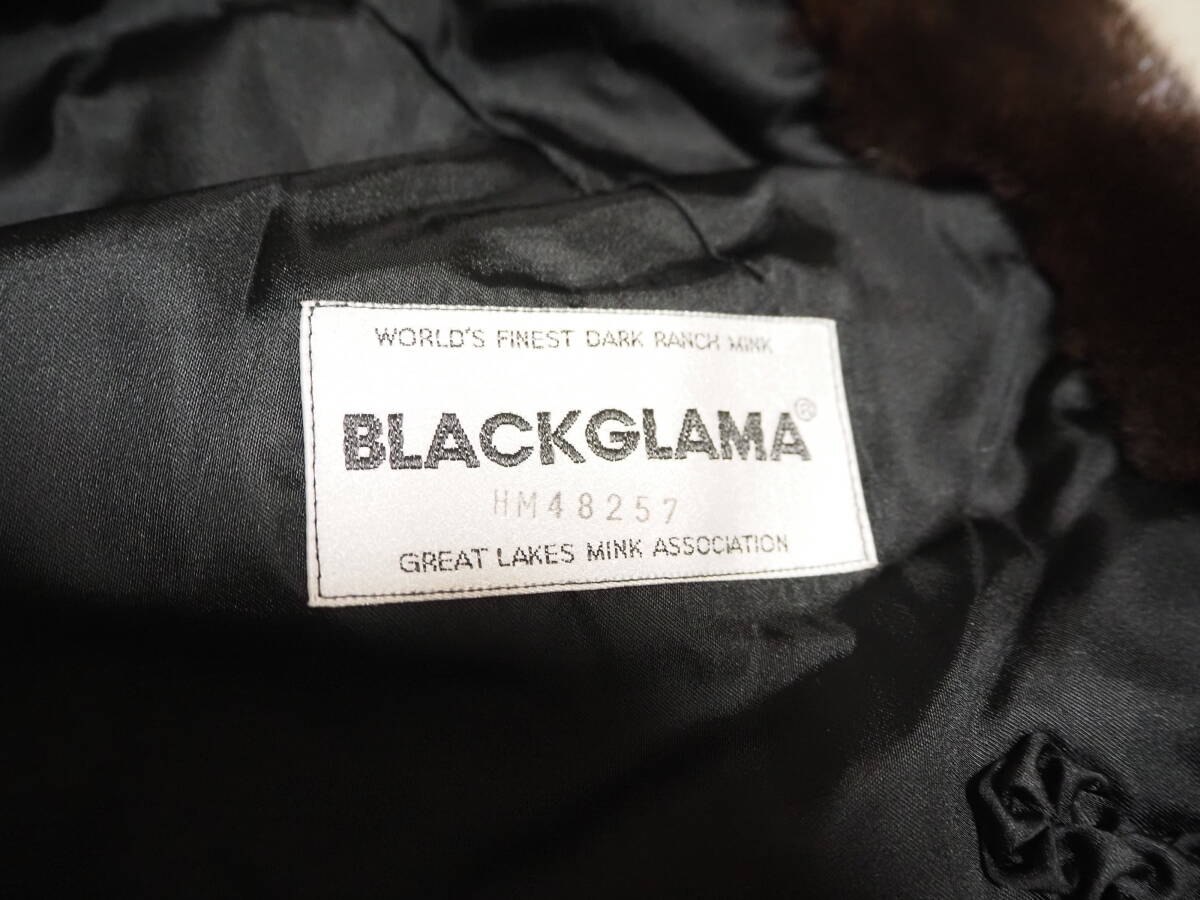 WORLD'S FINEST DARK RANCH MINK
BLACKGLAMA®
HM48257
GREAT LAKES MINK ASSOCIATION